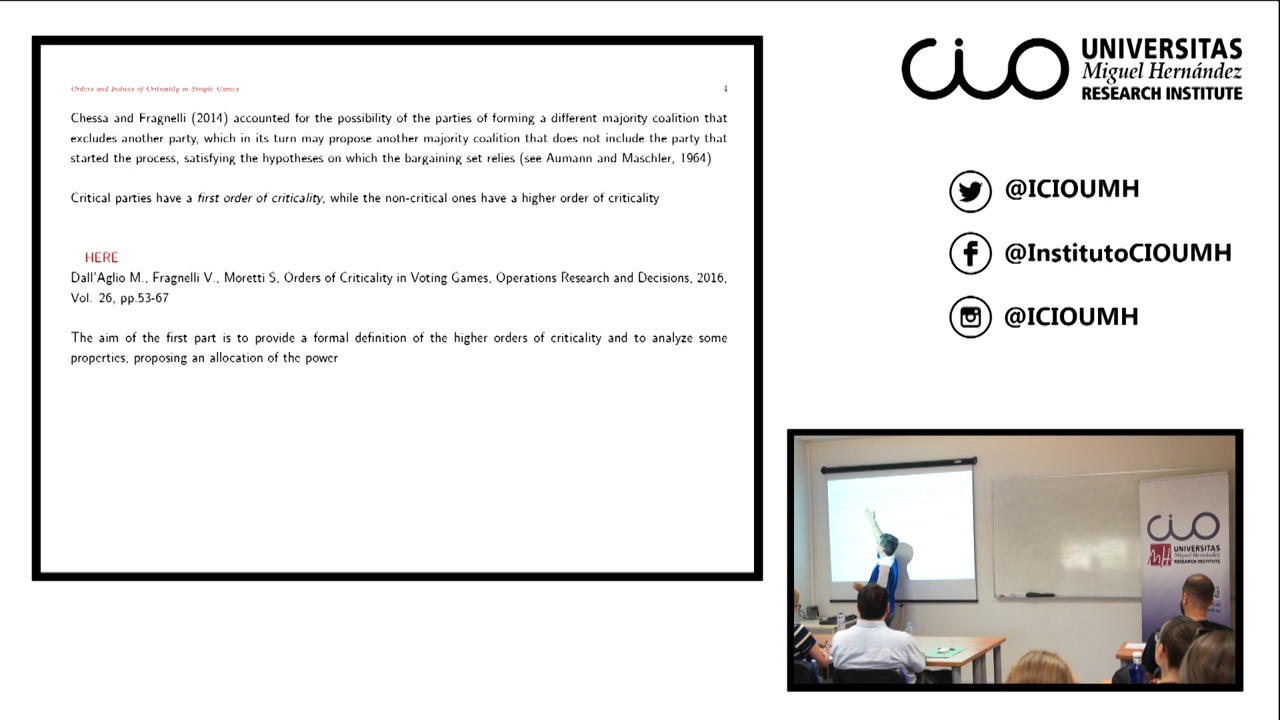 Orders and Indices of Criticality in Simple Games 4
Chessa and Fragnelli (2014) accounted for the possibility of the parties of forming a different majority coalition that
excludes another party, which in its turn may propose another majority coalition that does not include the party that
started the process, satisfying the hypotheses on which the bargaining set relies (see Aumann and Maschler, 1964)
Critical parties have a first order of criticality, while the non-critical ones have a higher order of criticality
HERE
Dall'Aglio M., Fragnelli V., Moretti S, Orders of Criticality in Voting Games, Operations Research and Decisions, 2016,
Vol. 26, pp.53-67
The aim of the first part is to provide a formal definition of the higher orders of criticality and to analyze some
properties, proposing an allocation of the power
cio
UNIVERSITAS
Miguel Hernández
RESEARCH INSTITUTE
@ICIOUMH
@InstitutoCIOUMH
@ICIOUMH
cio
UNIVERSITAS
Miguel Hernández
RESEARCH INSTITUTE